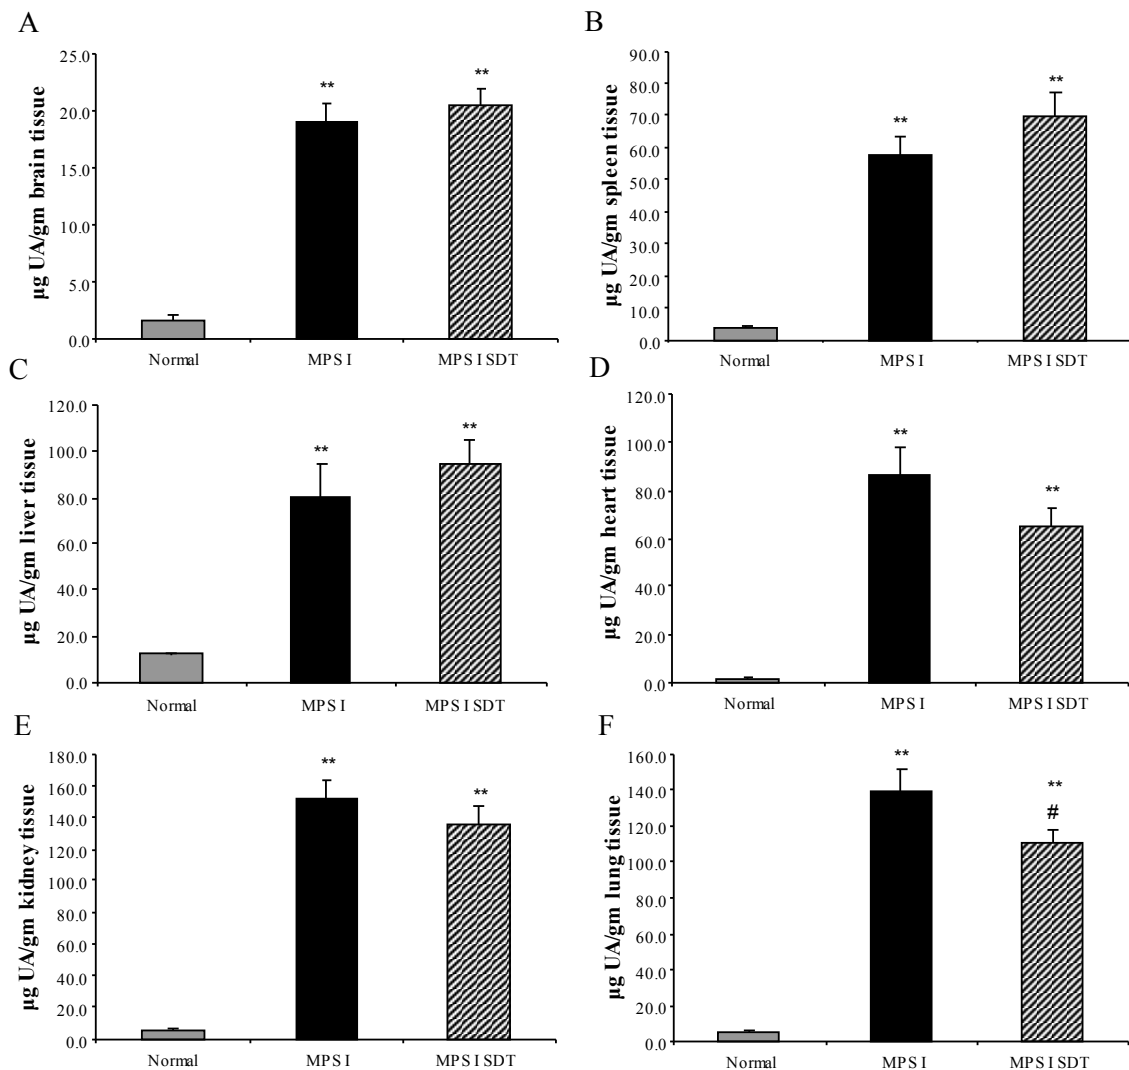 A
µg UA/gm brain tissue
25.0
20.0
15.0
10.0
5.0
0.0
**
**
Normal
MPS I
MPS I SDT
B
µg UA/gm spleen tissue
90.0
80.0
70.0
60.0
50.0
40.0
30.0
20.0
10.0
0.0
**
**
Normal
MPS I
MPS I SDT
C
µg UA/gm liver tissue
120.0
100.0
80.0
60.0
40.0
20.0
0.0
**
**
Normal
MPS I
MPS I SDT
D
µg UA/gm heart tissue
120.0
100.0
80.0
60.0
40.0
20.0
0.0
**
**
Normal
MPS I
MPS I SDT
E
µg UA/gm kidney tissue
180.0
160.0
140.0
120.0
100.0
80.0
60.0
40.0
20.0
0.0
**
**
Normal
MPS I
MPS I SDT
F
µg UA/gm lung tissue
160.0
140.0
120.0
100.0
80.0
60.0
40.0
20.0
0.0
**
**
#
Normal
MPS I
MPS I SDT